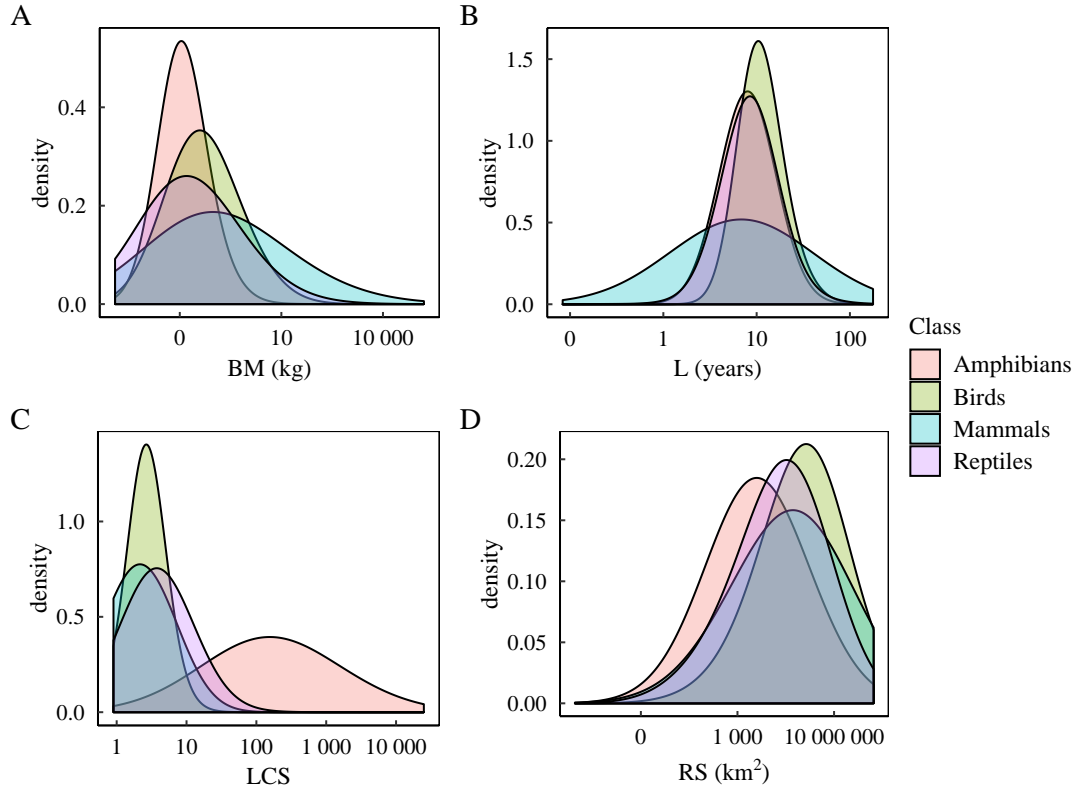 A
density
0.4
0.2
0.0
0 10 10 000
BM (kg)
B
density
1.5
1.0
0.5
0.0
0 1 10 100
L (years)
C
density
1.0
0.5
0.0
1 10 100 1 000 10 000
LCS
D
density
0.20
0.15
0.10
0.05
0.00
0 1 000 10 000 000
RS (km²)
Class
Amphibians
Birds
Mammals
Reptiles